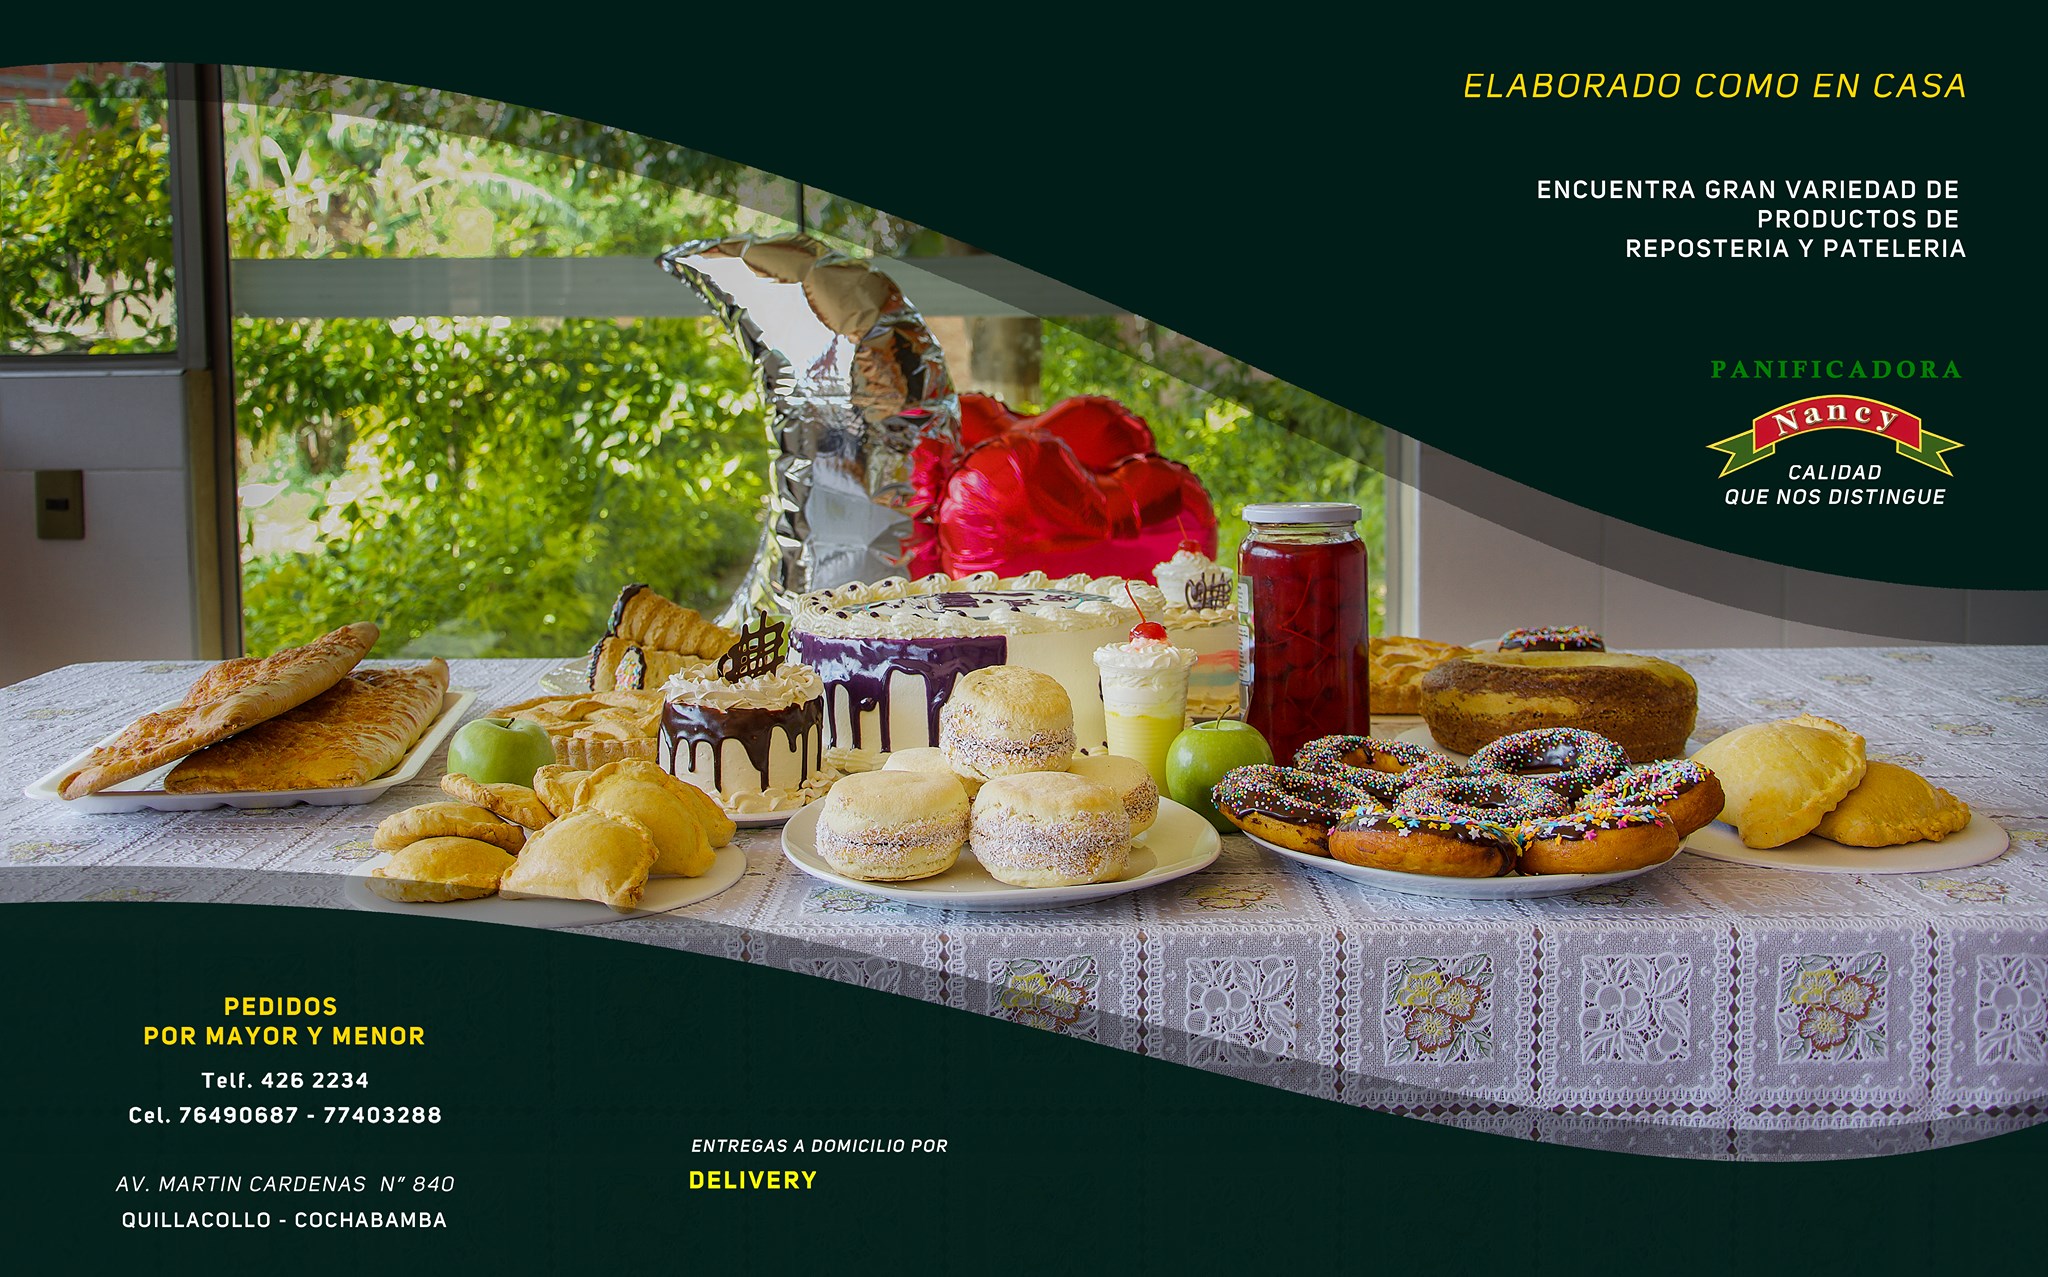 ELABORADO COMO EN CASA
ENCUENTRA GRAN VARIEDAD DE
PRODUCTOS DE
REPOSTERIA Y PATELERIA
PANIFICADORA
Nancy
CALIDAD
QUE NOS DISTINGUE
PEDIDOS
POR MAYOR Y MENOR
Telf. 426 2234
Cel. 76490687 - 77403288
AV. MARTIN CARDENAS N” 840
QUILLACOLLO - COCHABAMBA
ENTREGAS A DOMICILIO POR
DELIVERY